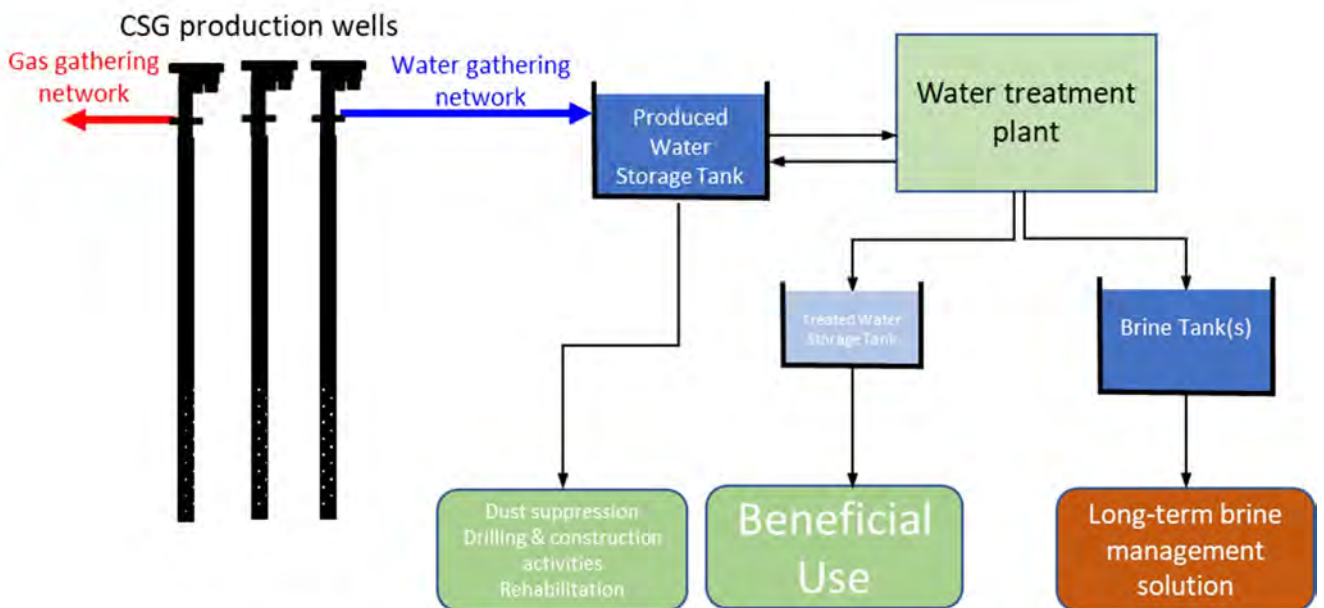 CSG production wells
Gas gathering
network
Water gathering
network
Produced
Water
Storage Tank
Water treatment
plant
Treated Water
Storage Tank
Brine Tank(s)
Dust suppression
Drilling & construction
activities
Rehabilitation
Beneficial
Use
Long-term brine
management
solution